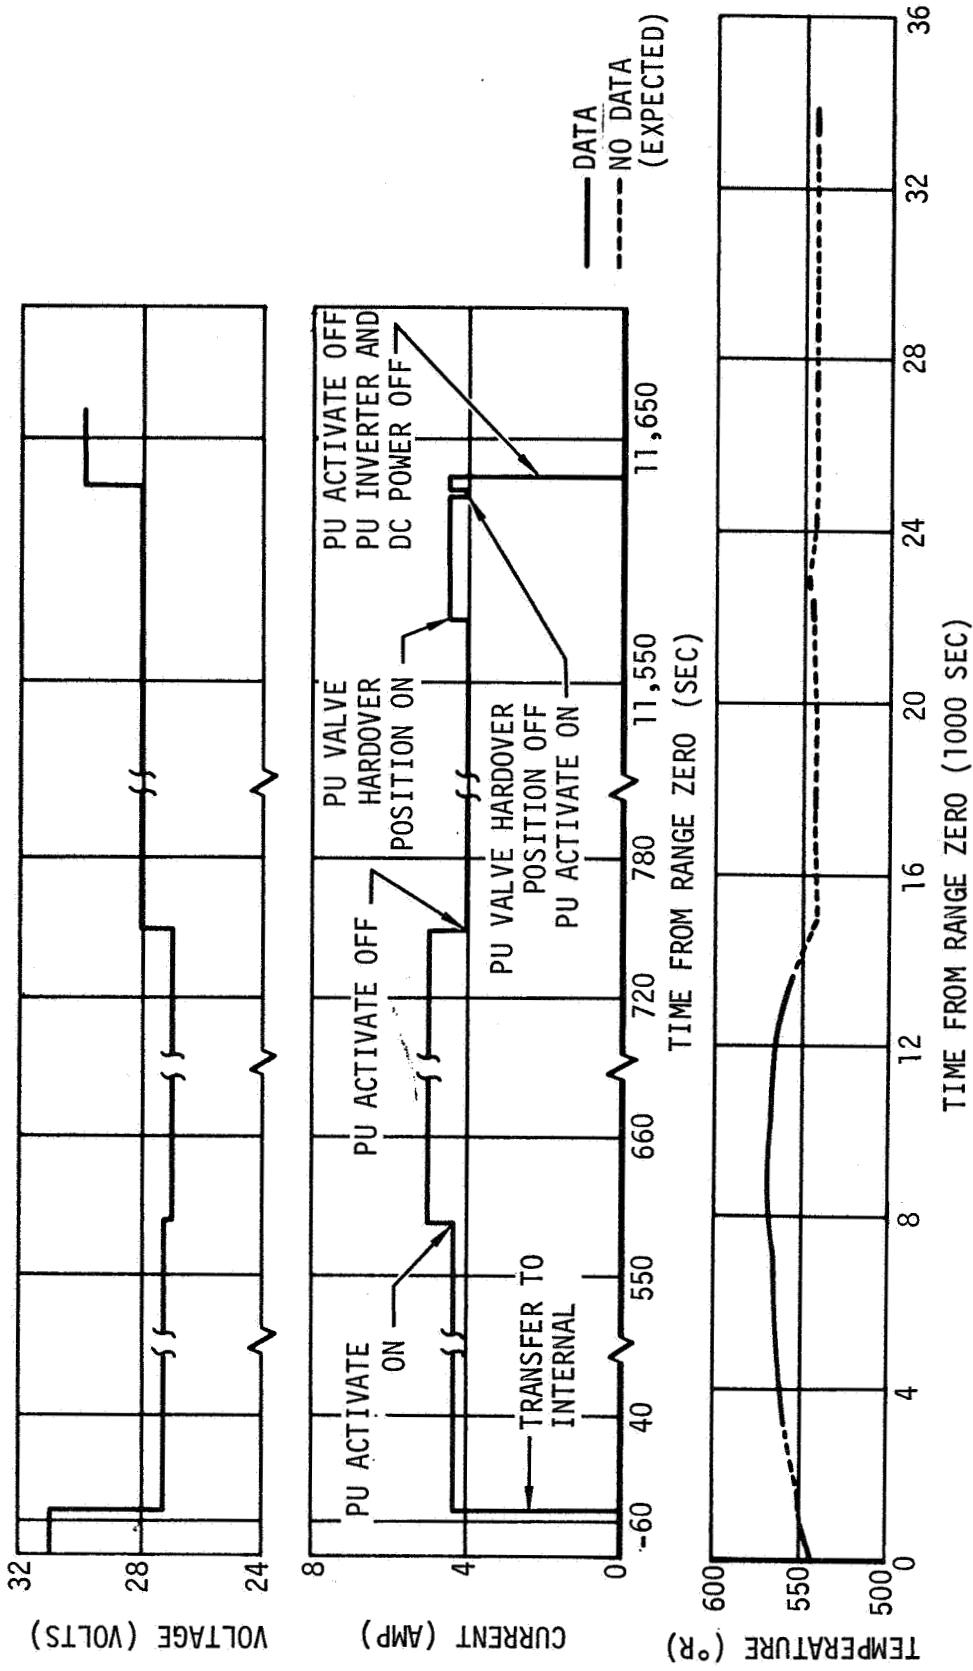 VOLTAGE (VOLTS)
32
28
24
CURRENT (AMP)
8
4
0
PU ACTIVATE
ON
PU ACTIVATE OFF
PU VALVE
HARDOVER
POSITION ON
PU ACTIVATE OFF
PU INVERTER AND
DC POWER OFF
TRANSFER TO
INTERNAL
PU VALVE HARDOVER
POSITION OFF
PU ACTIVATE ON
-60 40 550 660 720 780 11,550 11,650
TIME FROM RANGE ZERO (SEC)
DATA
NO DATA
(EXPECTED)
TEMPERATURE (°R)
600
550
500
0 4 8 12 16 20 24 28 32 36
TIME FROM RANGE ZERO (1000 SEC)